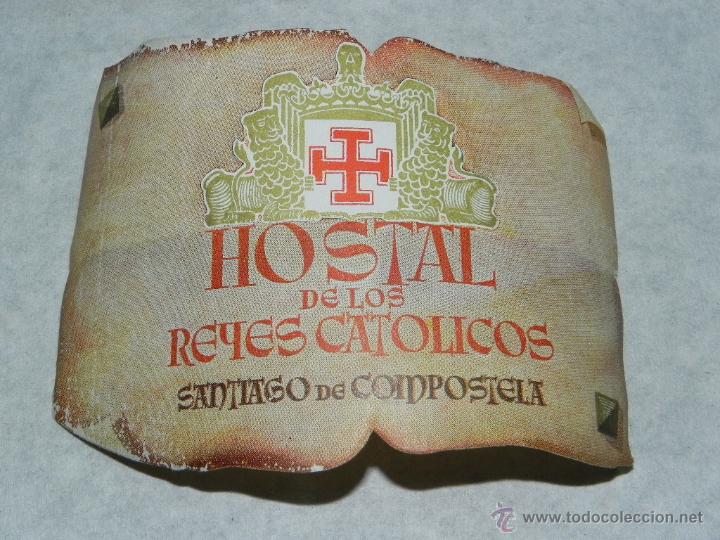 HOSTAL
DE LOS
REYES CATOLICOS
SANTIAGO DE COMPOSTELA
© www.todocoleccion.net